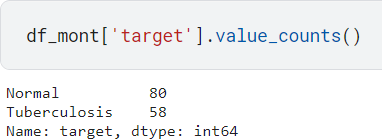 df_mont['target'].value_counts()
Normal 80
Tuberculosis 58
Name: target, dtype: int64